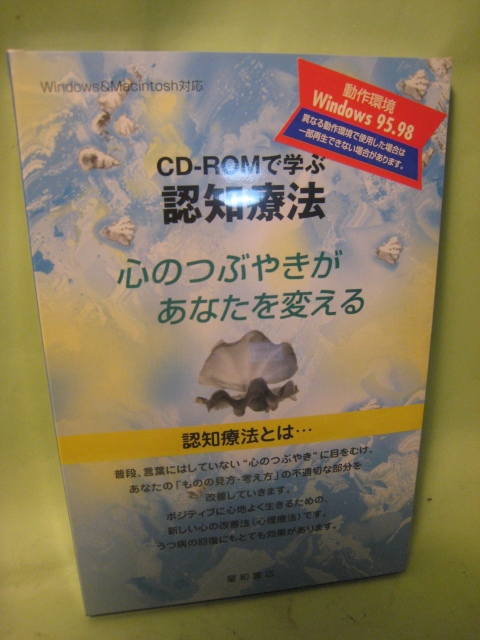 Windows&Macintosh対応
動作環境
Windows 95.98
異なる動作環境で使用した場合は
一部再生できない場合があります。
CD-ROMで学ぶ
認知療法
心のつぶやきが
あなたを変える
認知療法とは…
普段、言葉にはしていない“心のつぶやき”に目をむけ、
あなたの「ものの見方・考え方」の不適切な部分を
改善していきます。
ポジティブに心地よく生きるための、
新しい心の改善法（心理療法）です。
うつ病の回復にもとても効果があります。
星和書店